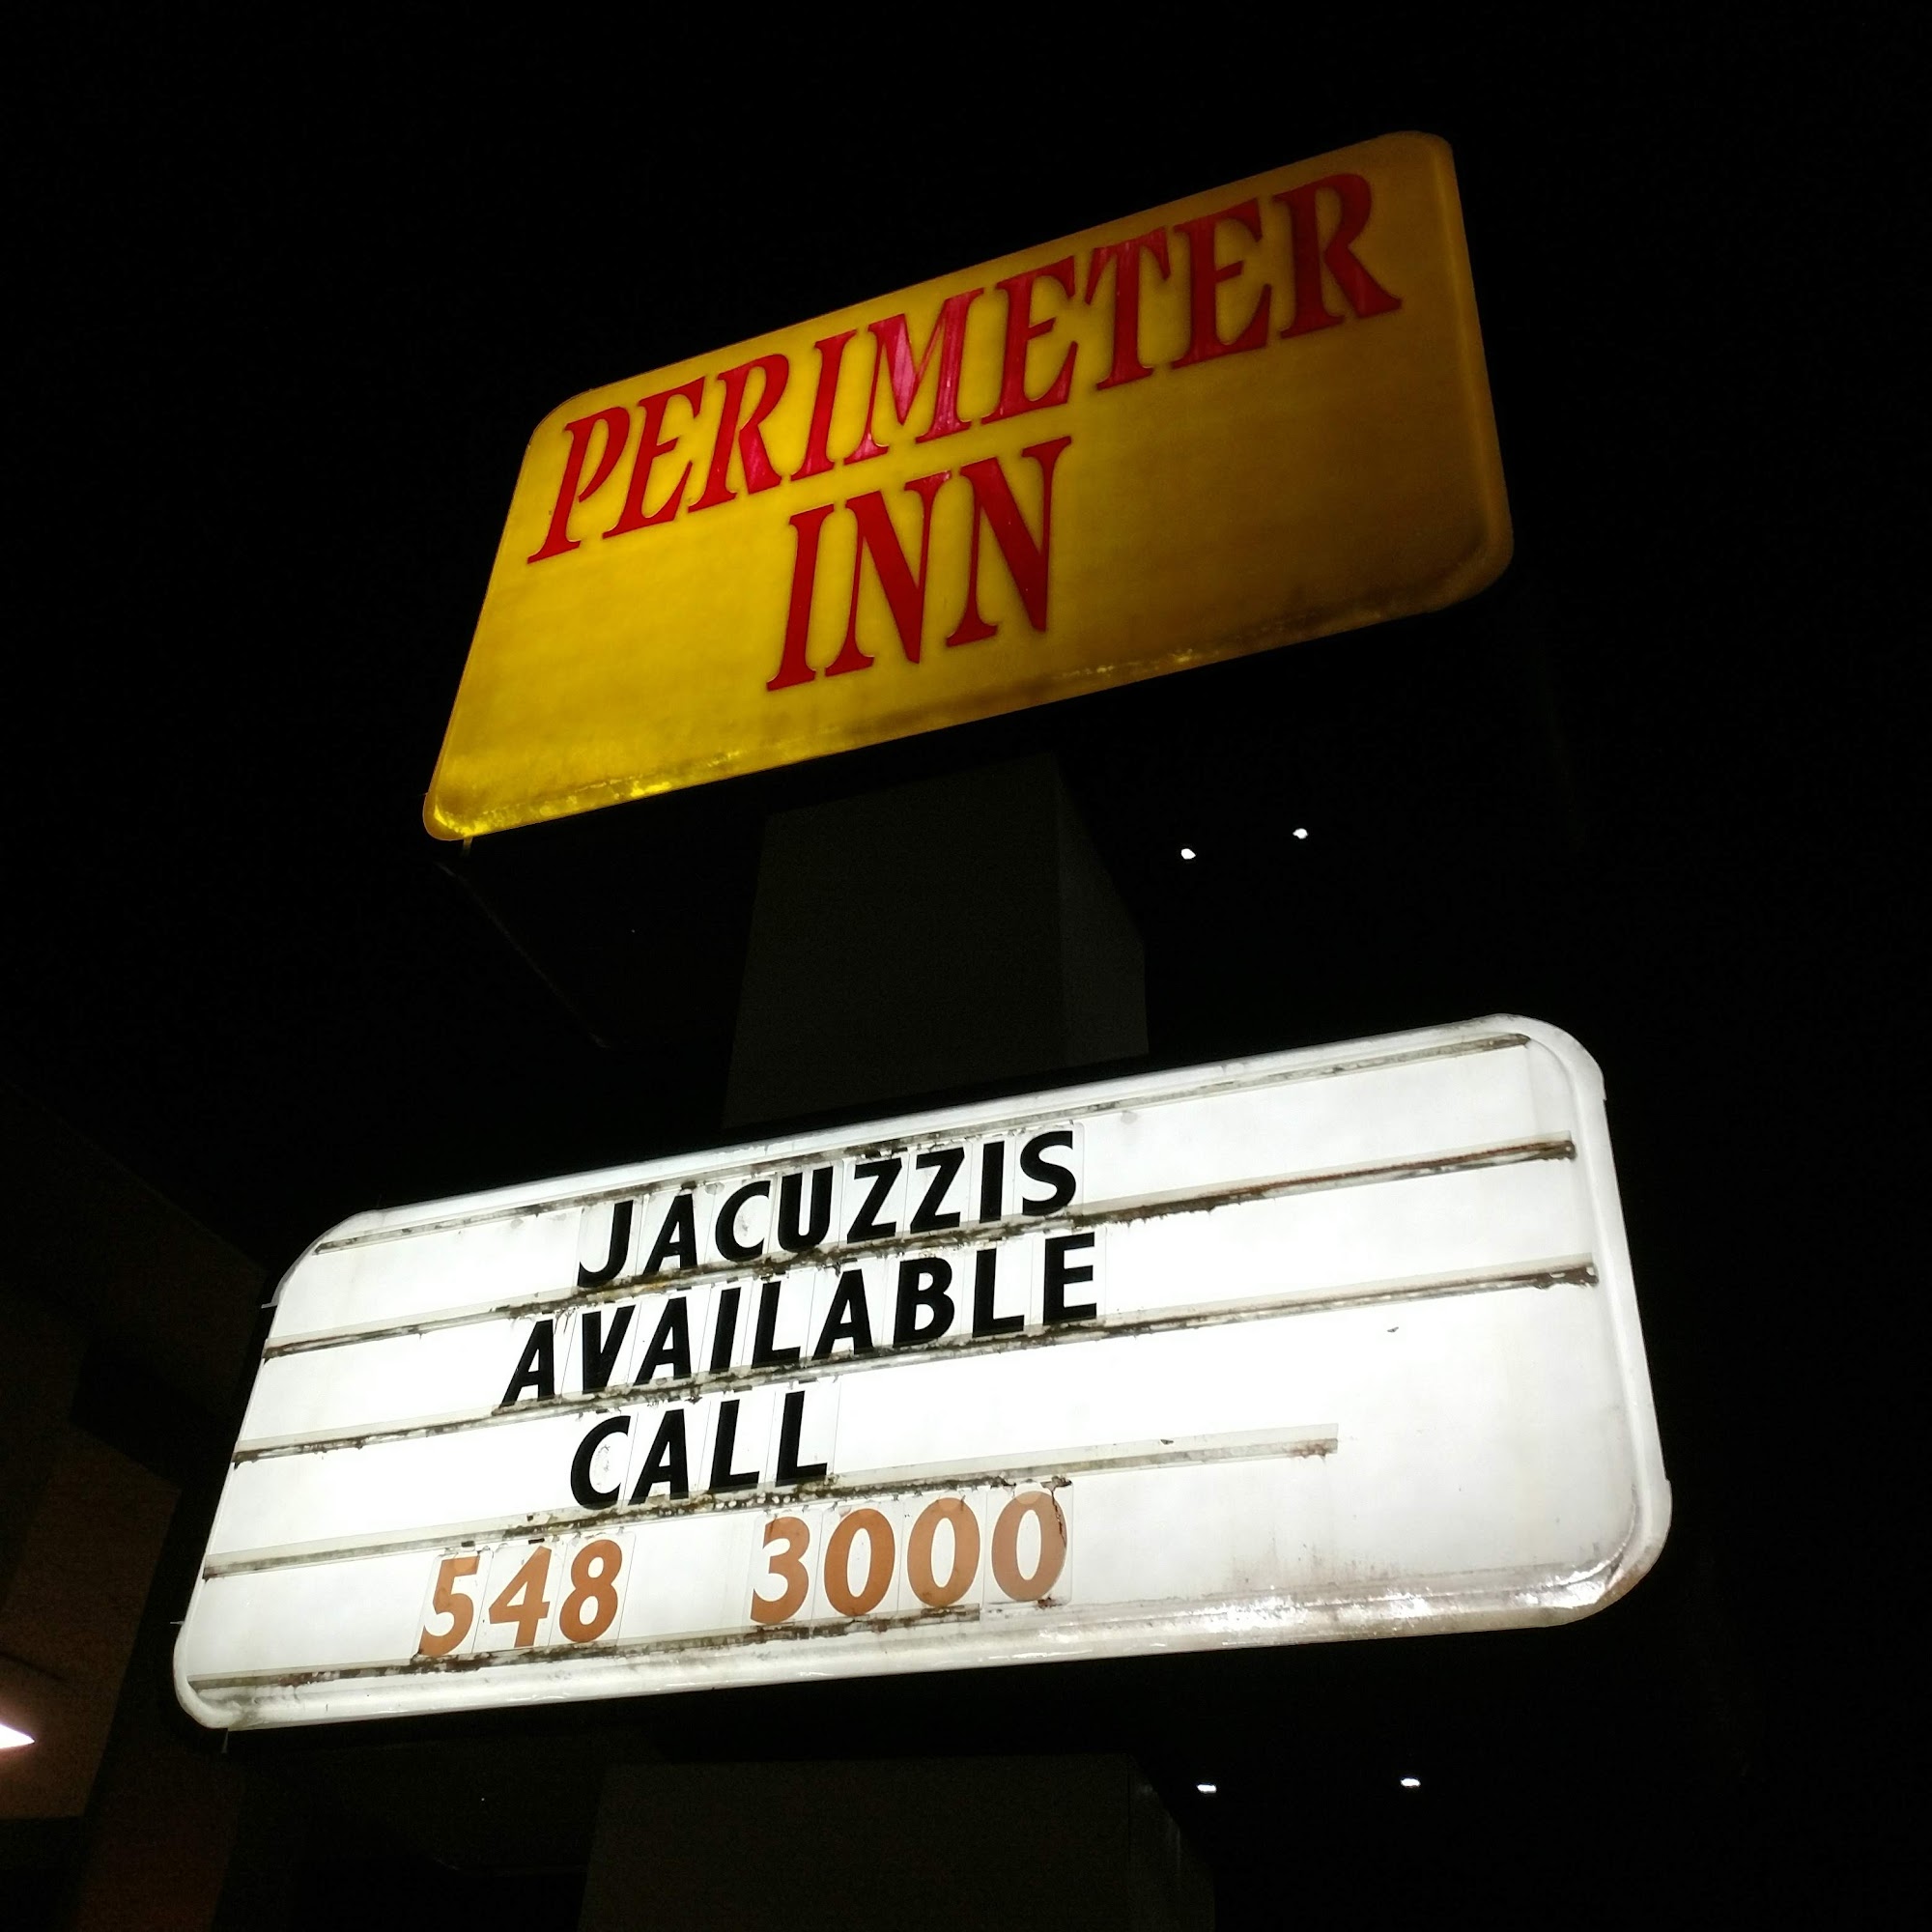 PERIMETER
INN
JACUZZIS
AVAILABLE
CALL
548 3000